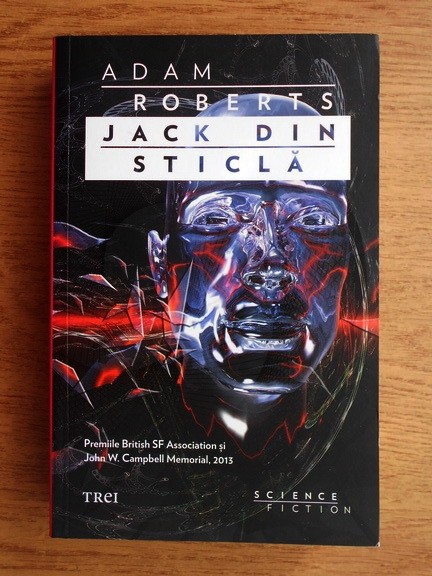 ADAM
ROBERTS
JACK DIN
STICLĂ
Premiile British SF Association și
John W. Campbell Memorial, 2013
TREI
SCIENCE
FICTION